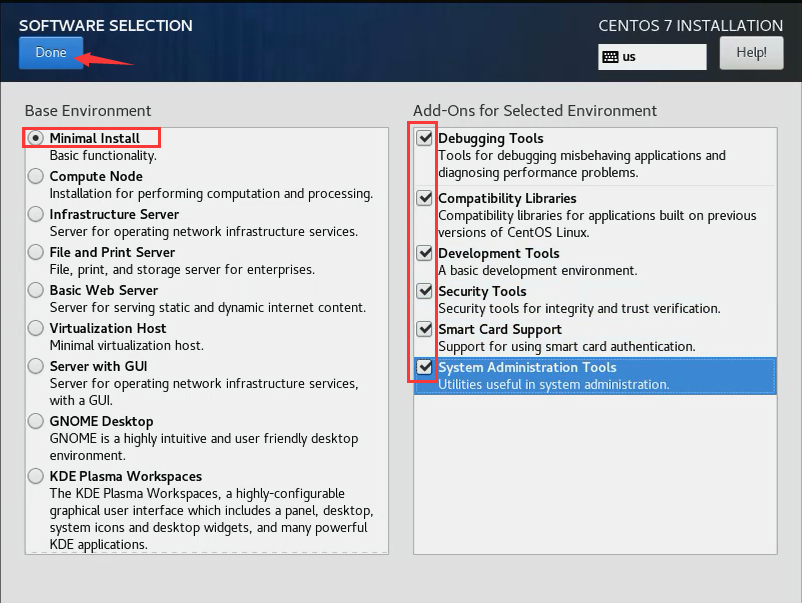 SOFTWARE SELECTION
CENTOS 7 INSTALLATION
Done
us
Help!
Base Environment
Minimal Install
Basic functionality.
Compute Node
Installation for performing computation and processing.
Infrastructure Server
Server for operating network infrastructure services.
File and Print Server
File, print, and storage server for enterprises.
Basic Web Server
Server for serving static and dynamic internet content.
Virtualization Host
Minimal virtualization host.
Server with GUI
Server for operating network infrastructure services,
with a GUI.
GNOME Desktop
GNOME is a highly intuitive and user friendly desktop
environment.
KDE Plasma Workspaces
The KDE Plasma Workspaces, a highly-configurable
graphical user interface which includes a panel, desktop,
system icons and desktop widgets, and many powerful
KDE applications.
Add-Ons for Selected Environment
Debugging Tools
Tools for debugging misbehaving applications and
diagnosing performance problems.
Compatibility Libraries
Compatibility libraries for applications built on previous
versions of CentOS Linux.
Development Tools
A basic development environment.
Security Tools
Security tools for integrity and trust verification.
Smart Card Support
Support for using smart card authentication.
System Administration Tools
Utilities useful in system administration.